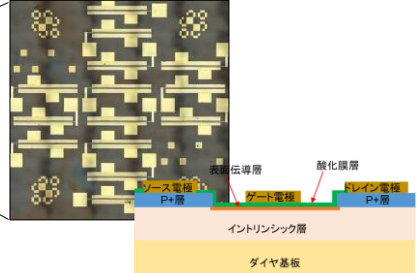 表面伝導層
酸化膜層
ソース電極
ゲート電極
ドレイン電極
P+層
P+層
イントリンシック層
ダイヤ基板